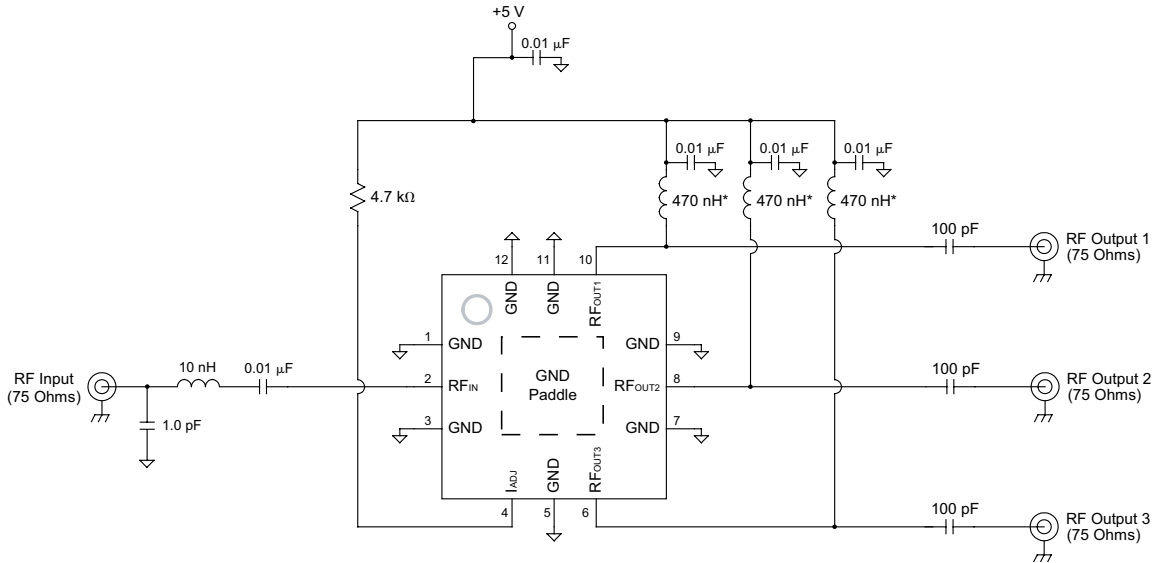 +5 V
0.01 μF
0.01 μF
0.01 μF
0.01 μF
4.7 kΩ
470 nH*
470 nH*
470 nH*
100 pF
RF Output 1
(75 Ohms)
12
11
10
GND
GND
RFOUT1
1
GND
9
GND
10 nH
0.01 μF
RF Input
(75 Ohms)
2
RFIN
GND
Paddle
RFOUT2
8
100 pF
RF Output 2
(75 Ohms)
1.0 pF
3
GND
GND
7
IADJ
GND
RFOUT3
4
5
6
100 pF
RF Output 3
(75 Ohms)